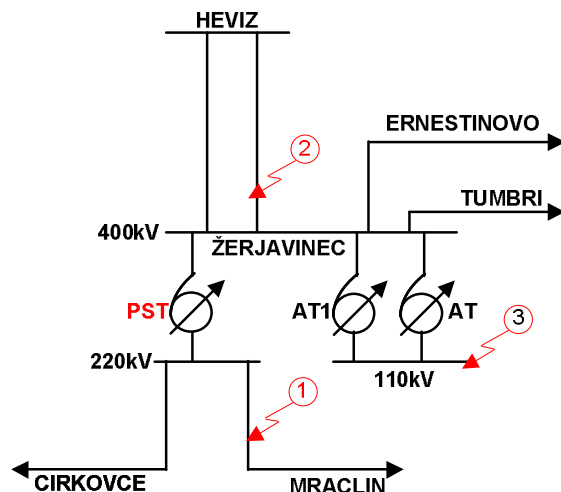 HEVIZ
ERNESTINOVO
2
TUMBRI
400kV
ŽERJAVINEC
PST
AT1
AT
3
220kV
110kV
1
CIRKOVCE
MRACLIN